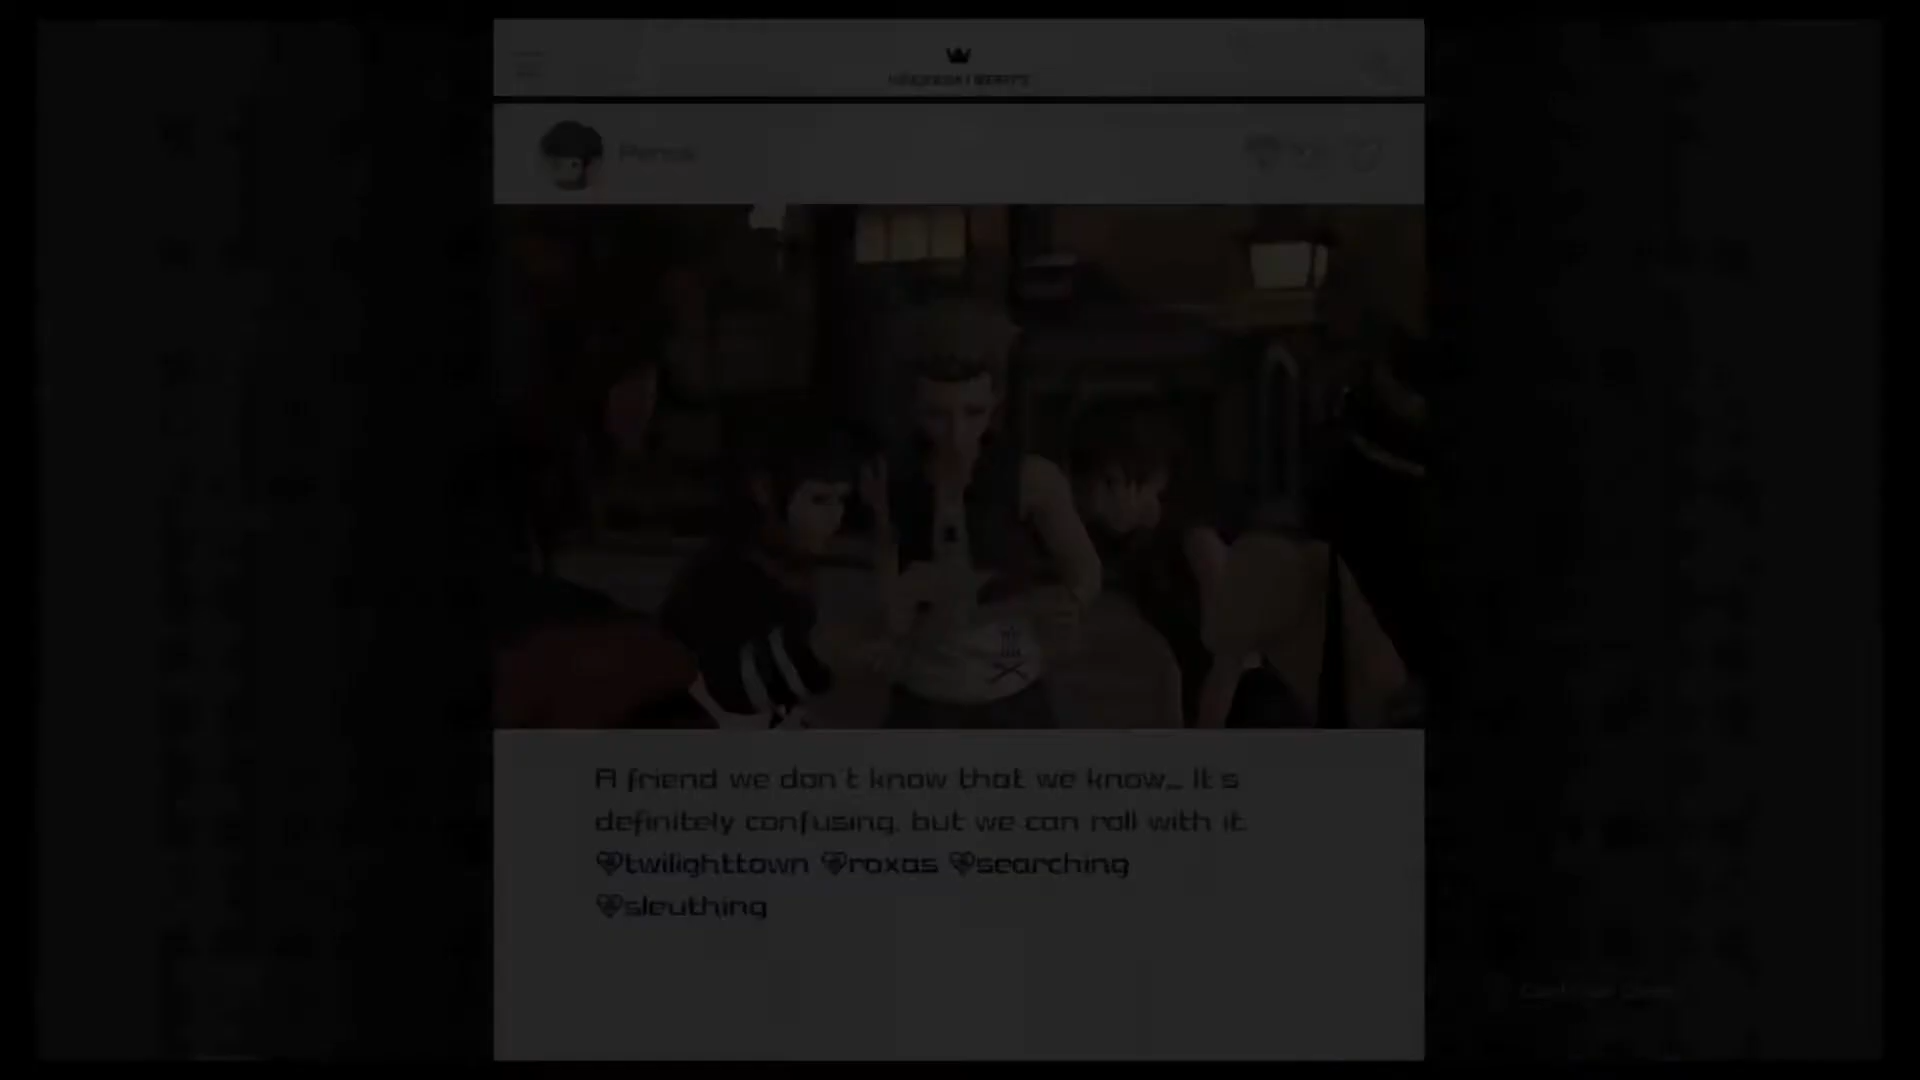 Pence
A friend we don't know that we know... It's
definitely confusing, but we can roll with it.
twilighttown roxas searching
sleuthing